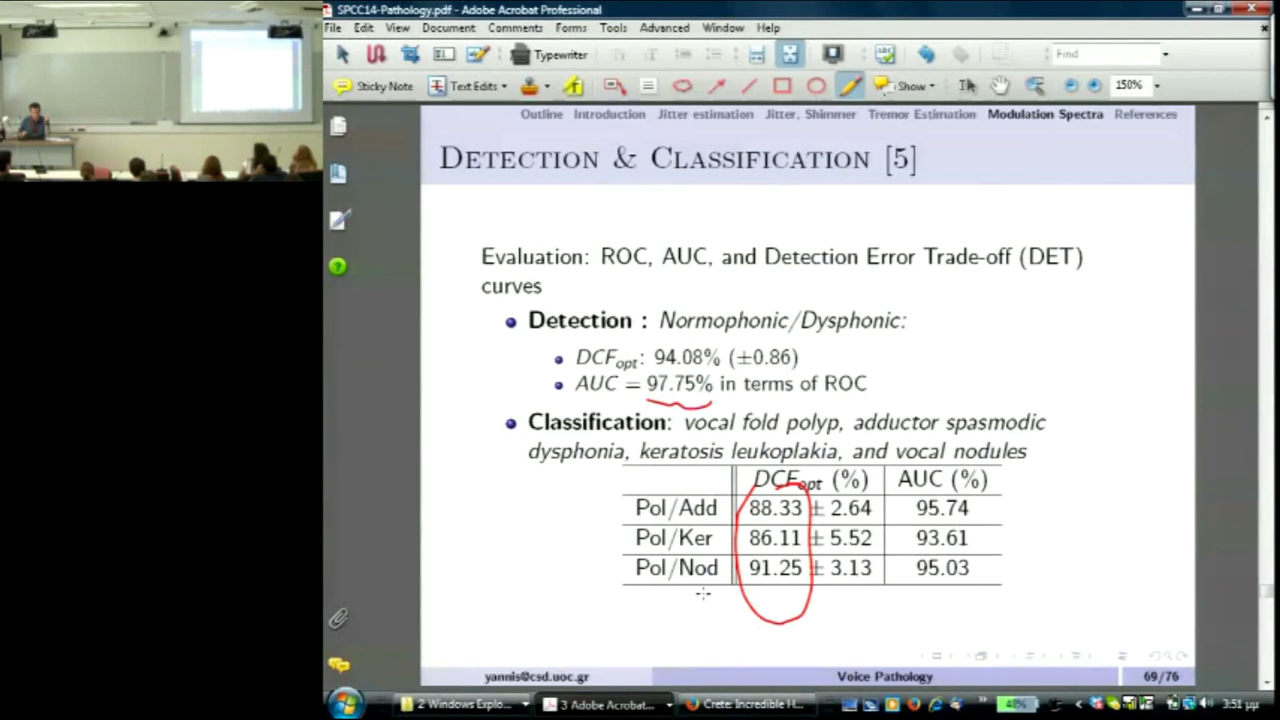 SPCC14-Pathology.pdf - Adobe Acrobat Professional
File Edit View Document Comments Forms Tools Advanced Window Help
Typewriter
Find
Sticky Note
Text Edits
Show
150%
Outline Introduction Jitter estimation Jitter, Shimmer Tremor Estimation Modulation Spectra References
Detection & Classification [5]
Evaluation: ROC, AUC, and Detection Error Trade-off (DET)
curves
Detection : Normophonic/Dysphonic:
DCFopt: 94.08% (±0.86)
AUC = 97.75% in terms of ROC
Classification: vocal fold polyp, adductor spasmodic
dysphonia, keratosis leukoplakia, and vocal nodules
DCFopt (%) AUC (%)
Pol/Add 88.33 ± 2.64 95.74
Pol/Ker 86.11 ± 5.52 93.61
Pol/Nod 91.25 ± 3.13 95.03
yannis@csd.uoc.gr Voice Pathology 69/76
2 Windows Explo... 3 Adobe Acrobat... Crete: Incredible H... 48% 3:51 μμ